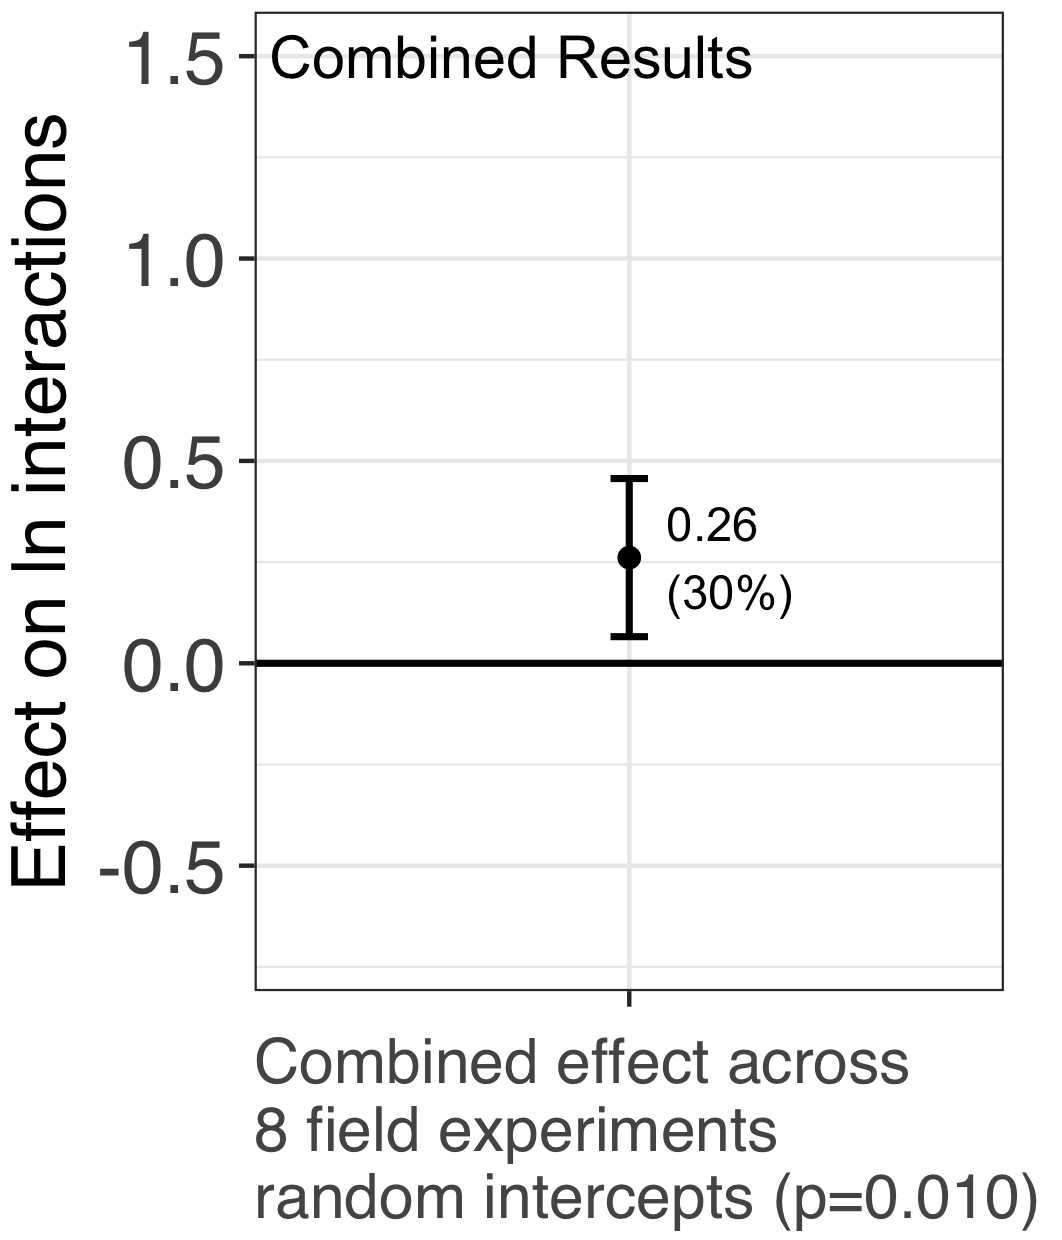 Combined Results
Effect on ln interactions
1.5
1.0
0.5
0.0
-0.5
0.26
(30%)
Combined effect across
8 field experiments
random intercepts (p=0.010)